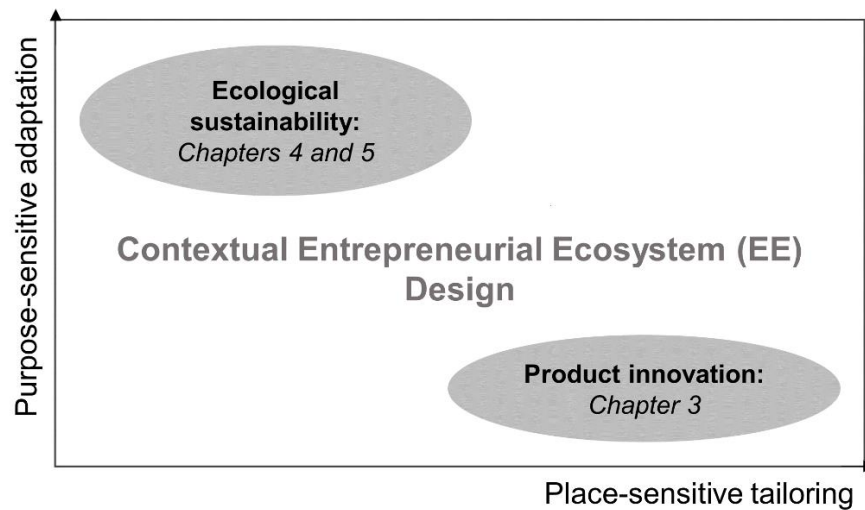 Purpose-sensitive adaptation
Ecological
sustainability:
Chapters 4 and 5
Contextual Entrepreneurial Ecosystem (EE)
Design
Product innovation:
Chapter 3
Place-sensitive tailoring